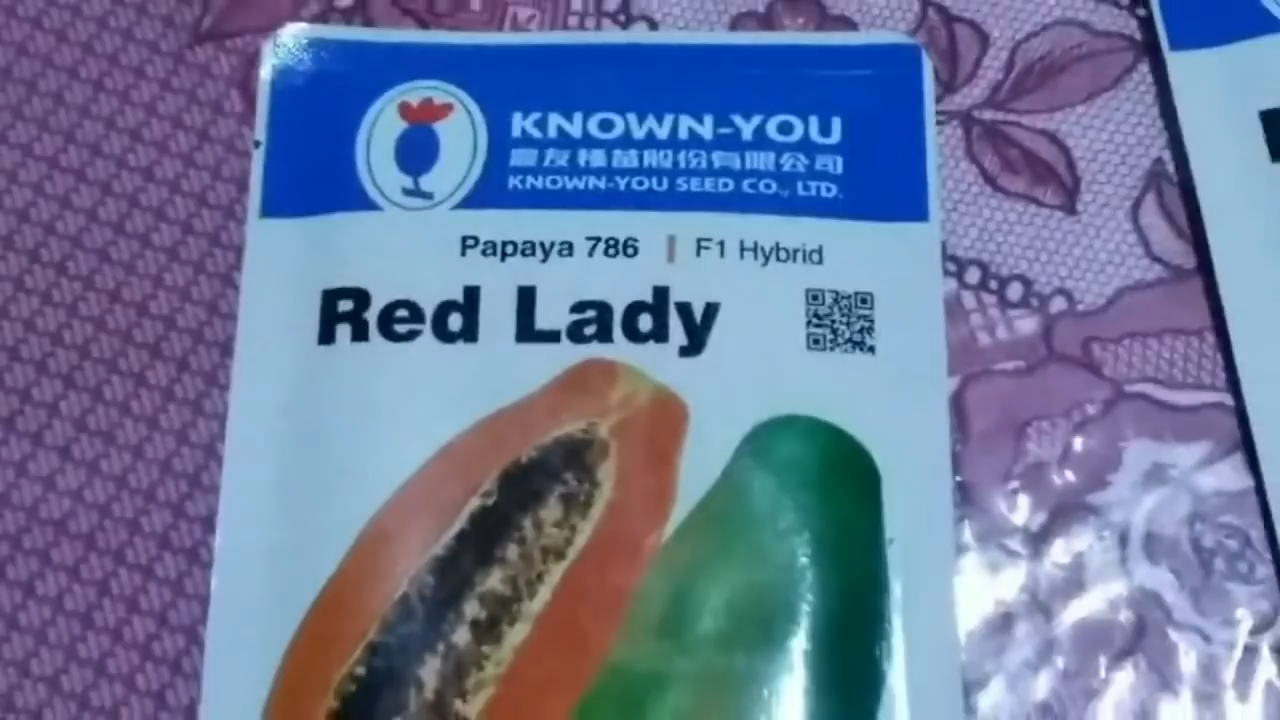 KNOWN-YOU
農友種苗股份有限公司
KNOWN-YOU SEED CO., LTD.
Papaya 786 | F1 Hybrid
Red Lady